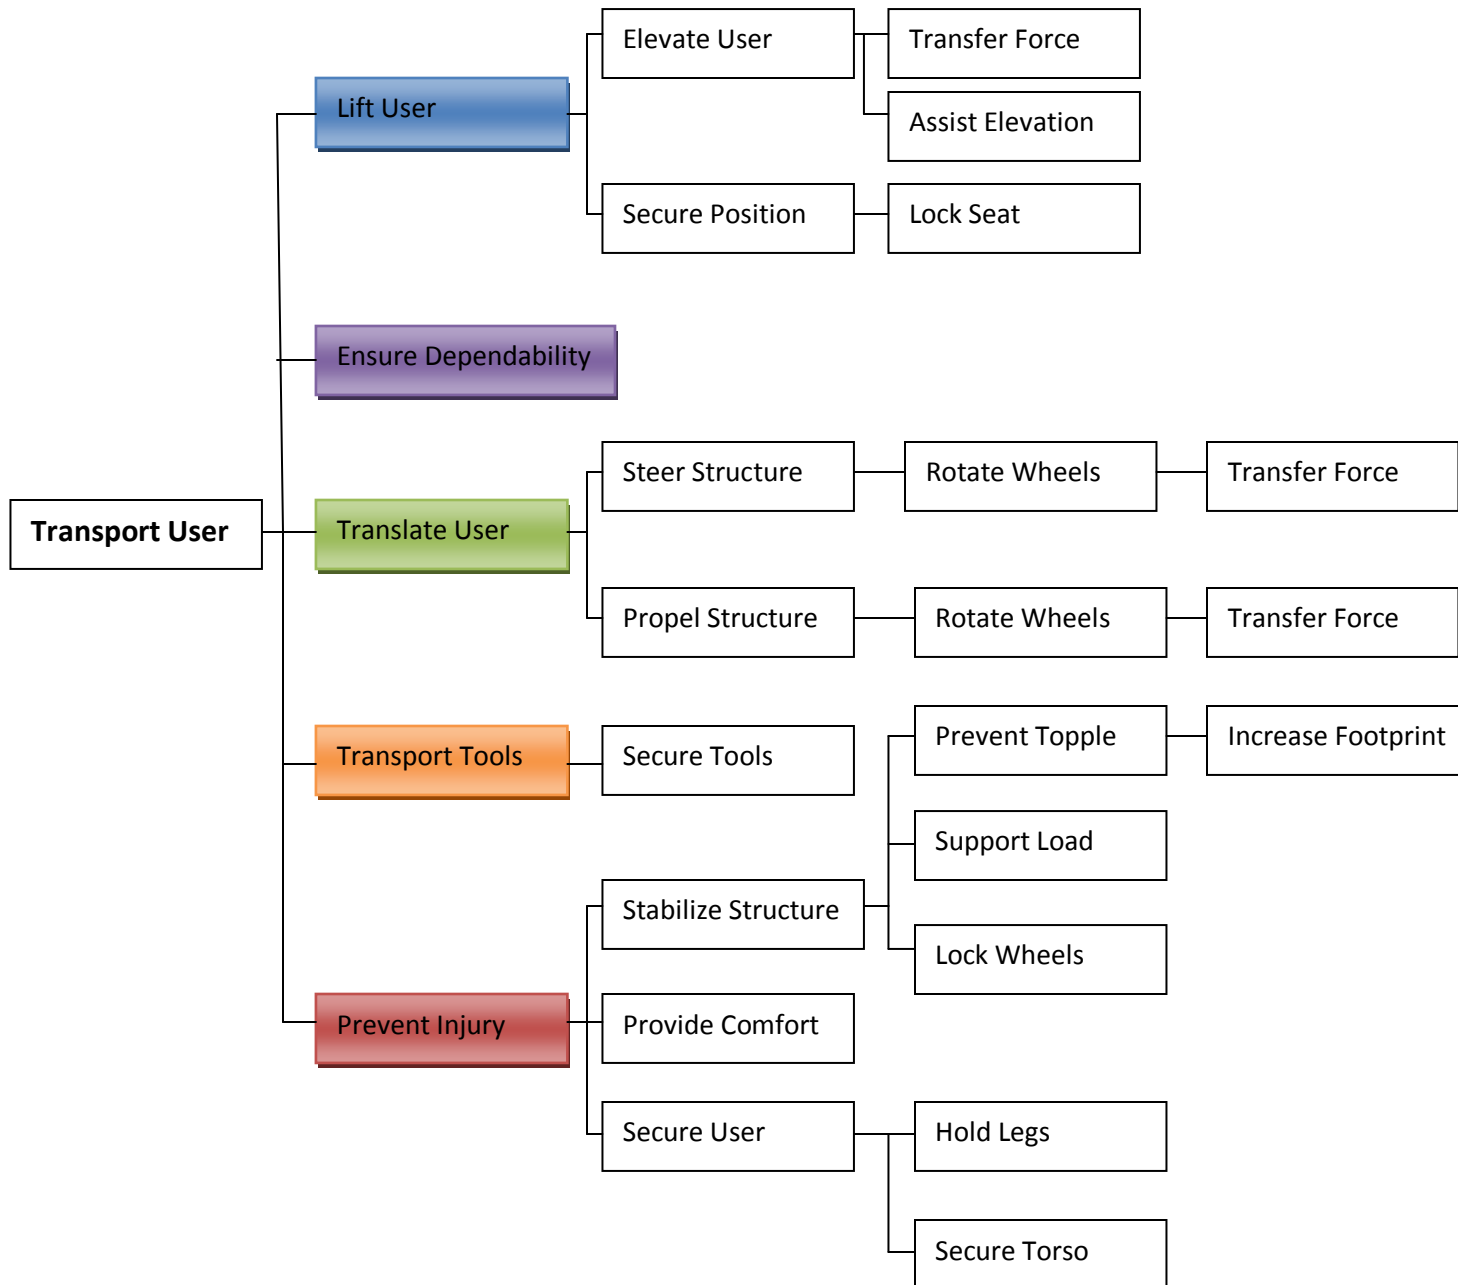 Elevate User
Transfer Force
Lift User
Assist Elevation
Secure Position
Lock Seat
Ensure Dependability
Steer Structure
Rotate Wheels
Transfer Force
Transport User
Translate User
Propel Structure
Rotate Wheels
Transfer Force
Transport Tools
Secure Tools
Prevent Topple
Increase Footprint
Support Load
Stabilize Structure
Lock Wheels
Prevent Injury
Provide Comfort
Secure User
Hold Legs
Secure Torso